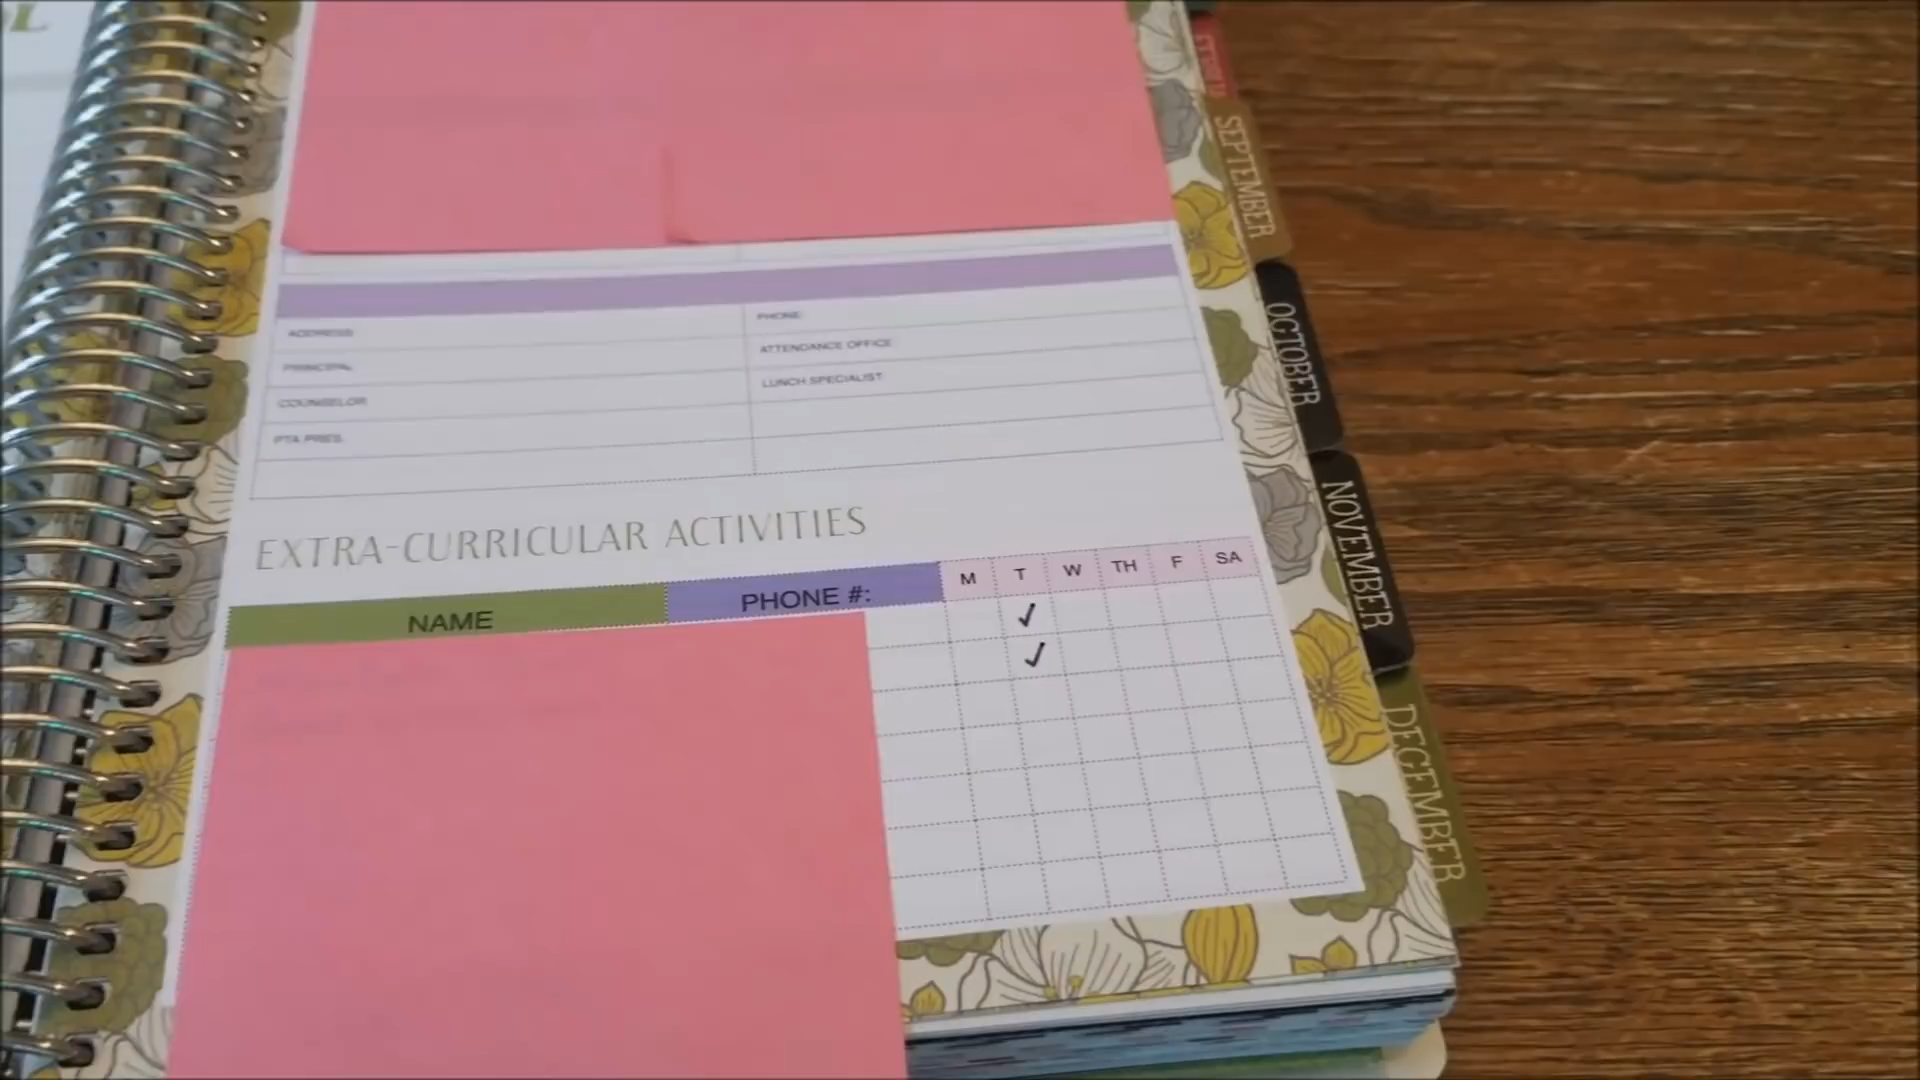 ADDRESS
PHONE
PRINCIPAL
ATTENDANCE OFFICE
COUNSELOR
LUNCH SPECIALIST
PTA PRES.
EXTRA-CURRICULAR ACTIVITIES
NAME PHONE #: M T W TH F SA
✓
✓
SEPTEMBER
OCTOBER
NOVEMBER
DECEMBER